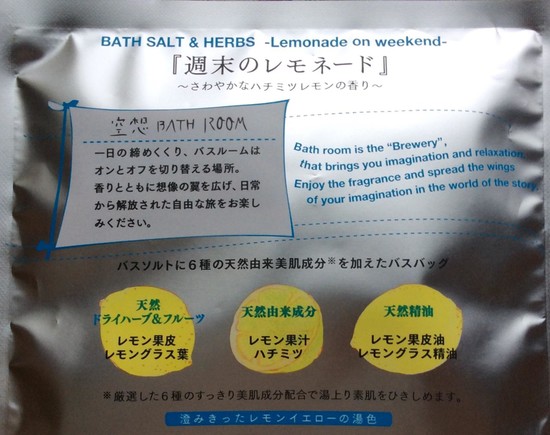 BATH SALT & HERBS -Lemonade on weekend-
『週末のレモネード』
～さわやかなハチミツレモンの香り～
空想 BATH ROOM
一日の締めくくり、バスルームは
オンとオフを切り替える場所。
香りとともに想像の翼を広げ、日常
から解放された自由な旅をお楽し
みください。
Bath room is the "Brewery",
that brings you imagination and relaxation.
Enjoy the fragrance and spread the wings
of your imagination in the world of the story.
バスソルトに6種の天然由来美肌成分※を加えたバスバッグ
天然
ドライハーブ&フルーツ
レモン果皮
レモングラス葉
天然由来成分
レモン果汁
ハチミツ
天然精油
レモン果皮油
レモングラス精油
※厳選した6種のすっきり美肌成分配合で湯上り素肌をひきしめます。
澄みきったレモンイエローの湯色